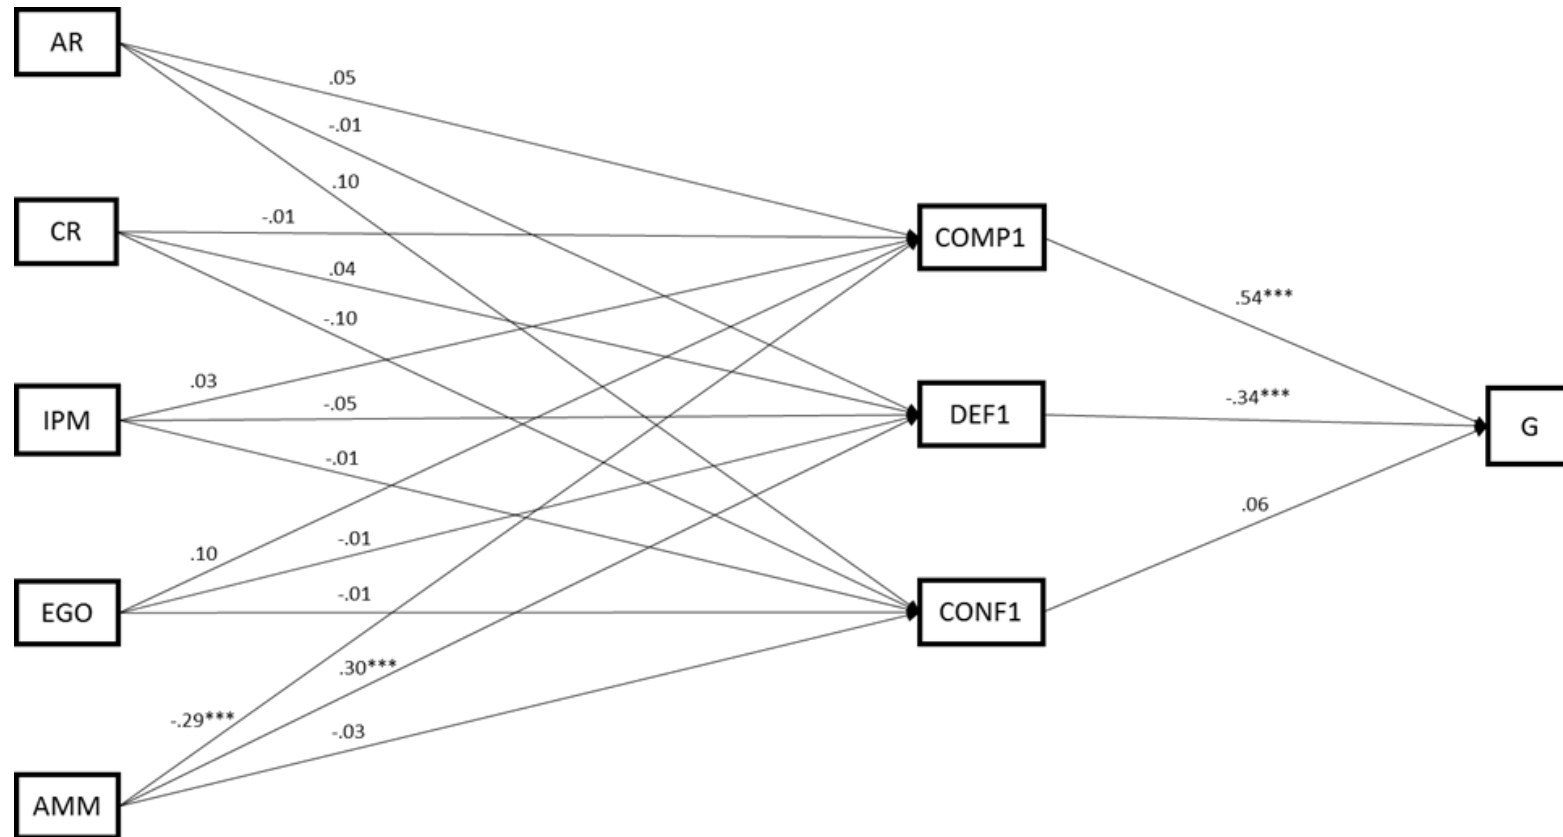 AR
.05
-.01
.10
CR
-.01
COMP1
.04
.54***
-.10
.03
IPM
-.05
DEF1
-.34***
G
-.01
.06
.10
-.01
EGO
-.01
CONF1
.30***
-.29***
-.03
AMM